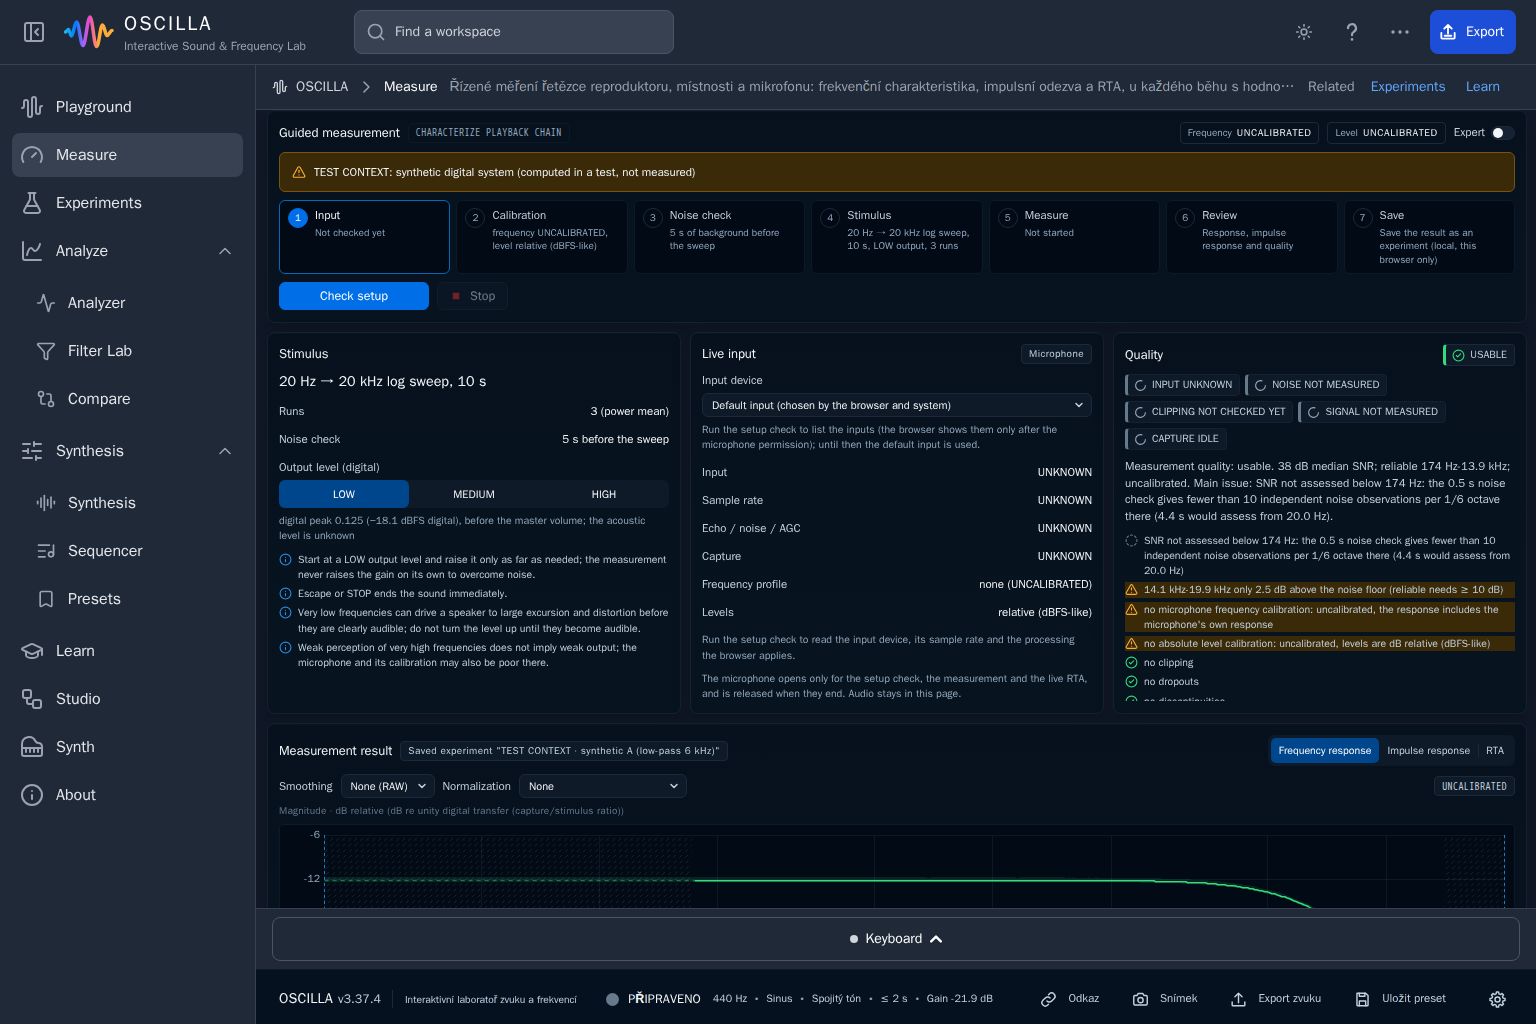 OSCILLA
Interactive Sound & Frequency Lab
Find a workspace
Export
Playground
Measure
Experiments
Analyze
Analyzer
Filter Lab
Compare
Synthesis
Synthesis
Sequencer
Presets
Learn
Studio
Synth
About
OSCILLA > Measure Řízené měření řetězce reproduktoru, místnosti a mikrofonu: frekvenční charakteristika, impulsní odezva a RTA, u každého běhu s hodno··· Related Experiments Learn
Guided measurement CHARACTERIZE PLAYBACK CHAIN Frequency UNCALIBRATED Level UNCALIBRATED Expert
TEST CONTEXT: synthetic digital system (computed in a test, not measured)
1 Input
Not checked yet
2 Calibration
frequency UNCALIBRATED,
level relative (dBFS-like)
3 Noise check
5 s of background before
the sweep
4 Stimulus
20 Hz → 20 kHz log sweep,
10 s, LOW output, 3 runs
5 Measure
Not started
6 Review
Response, impulse
response and quality
7 Save
Save the result as an
experiment (local, this
browser only)
Check setup Stop
Stimulus
20 Hz → 20 kHz log sweep, 10 s
Runs 3 (power mean)
Noise check 5 s before the sweep
Output level (digital)
LOW MEDIUM HIGH
digital peak 0.125 (−18.1 dBFS digital), before the master volume; the acoustic
level is unknown
Start at a LOW output level and raise it only as far as needed; the measurement
never raises the gain on its own to overcome noise.
Escape or STOP ends the sound immediately.
Very low frequencies can drive a speaker to large excursion and distortion before
they are clearly audible; do not turn the level up until they become audible.
Weak perception of very high frequencies does not imply weak output; the
microphone and its calibration may also be poor there.
Live input Microphone
Input device
Default input (chosen by the browser and system)
Run the setup check to list the inputs (the browser shows them only after the
microphone permission); until then the default input is used.
Input UNKNOWN
Sample rate UNKNOWN
Echo / noise / AGC UNKNOWN
Capture UNKNOWN
Frequency profile none (UNCALIBRATED)
Levels relative (dBFS-like)
Run the setup check to read the input device, its sample rate and the processing
the browser applies.
The microphone opens only for the setup check, the measurement and the live RTA,
and is released when they end. Audio stays in this page.
Quality USABLE
INPUT UNKNOWN NOISE NOT MEASURED
CLIPPING NOT CHECKED YET SIGNAL NOT MEASURED
CAPTURE IDLE
Measurement quality: usable. 38 dB median SNR; reliable 174 Hz-13.9 kHz;
uncalibrated. Main issue: SNR not assessed below 174 Hz: the 0.5 s noise
check gives fewer than 10 independent noise observations per 1/6 octave
there (4.4 s would assess from 20.0 Hz).
SNR not assessed below 174 Hz: the 0.5 s noise check gives fewer than 10
independent noise observations per 1/6 octave there (4.4 s would assess from
20.0 Hz)
14.1 kHz-19.9 kHz only 2.5 dB above the noise floor (reliable needs ≥ 10 dB)
no microphone frequency calibration: uncalibrated, the response includes the
microphone's own response
no absolute level calibration: uncalibrated, levels are dB relative (dBFS-like)
no clipping
no dropouts
no discontinuities
Measurement result Saved experiment "TEST CONTEXT · synthetic A (low-pass 6 kHz)" Frequency response Impulse response RTA
Smoothing None (RAW) Normalization None UNCALIBRATED
Magnitude · dB relative (dB re unity digital transfer (capture/stimulus ratio))
-6
-12
Keyboard
OSCILLA v3.37.4 Interaktivní laboratoř zvuku a frekvencí PŘIPRAVENO 440 Hz • Sinus • Spojitý tón • ≤ 2 s • Gain -21.9 dB Odkaz Snímek Export zvuku Uložit preset